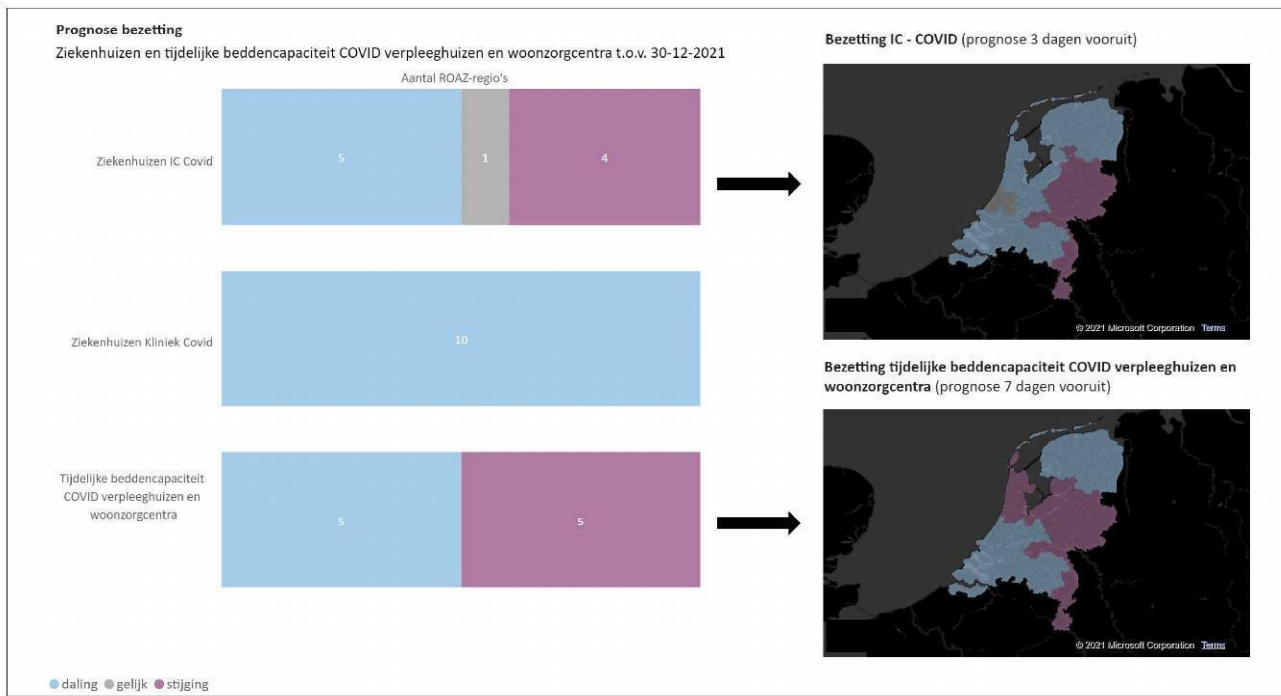 Prognose bezetting
Ziekenhuizen en tijdelijke beddencapaciteit COVID verpleeghuizen en woonzorgcentra t.o.v. 30-12-2021
Aantal ROAZ-regio's
Ziekenhuizen IC Covid
5
1
4
Ziekenhuizen Kliniek Covid
10
Tijdelijke beddencapaciteit
COVID verpleeghuizen en
woonzorgcentra
5
5
daling
gelijk
stijging
Bezetting IC - COVID (prognose 3 dagen vooruit)
© 2021 Microsoft Corporation Terms
Bezetting tijdelijke beddencapaciteit COVID verpleeghuizen en
woonzorgcentra (prognose 7 dagen vooruit)
© 2021 Microsoft Corporation Terms